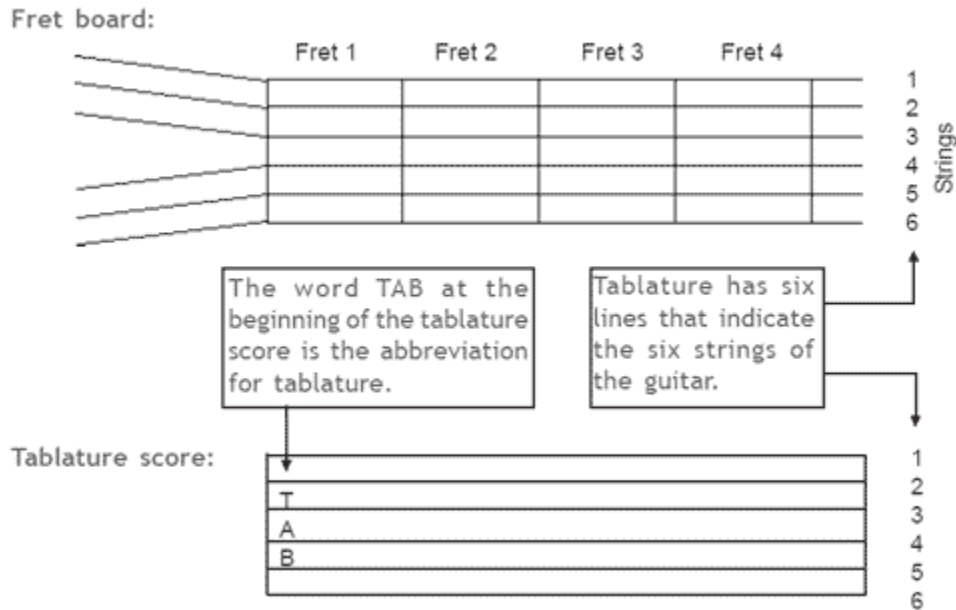 Fret board:
Fret 1 Fret 2 Fret 3 Fret 4
1
2
3
4
5
6
Strings
The word TAB at the
beginning of the tablature
score is the abbreviation
for tablature.
Tablature has six
lines that indicate
the six strings of
the guitar.
Tablature score:
T
A
B
1
2
3
4
5
6